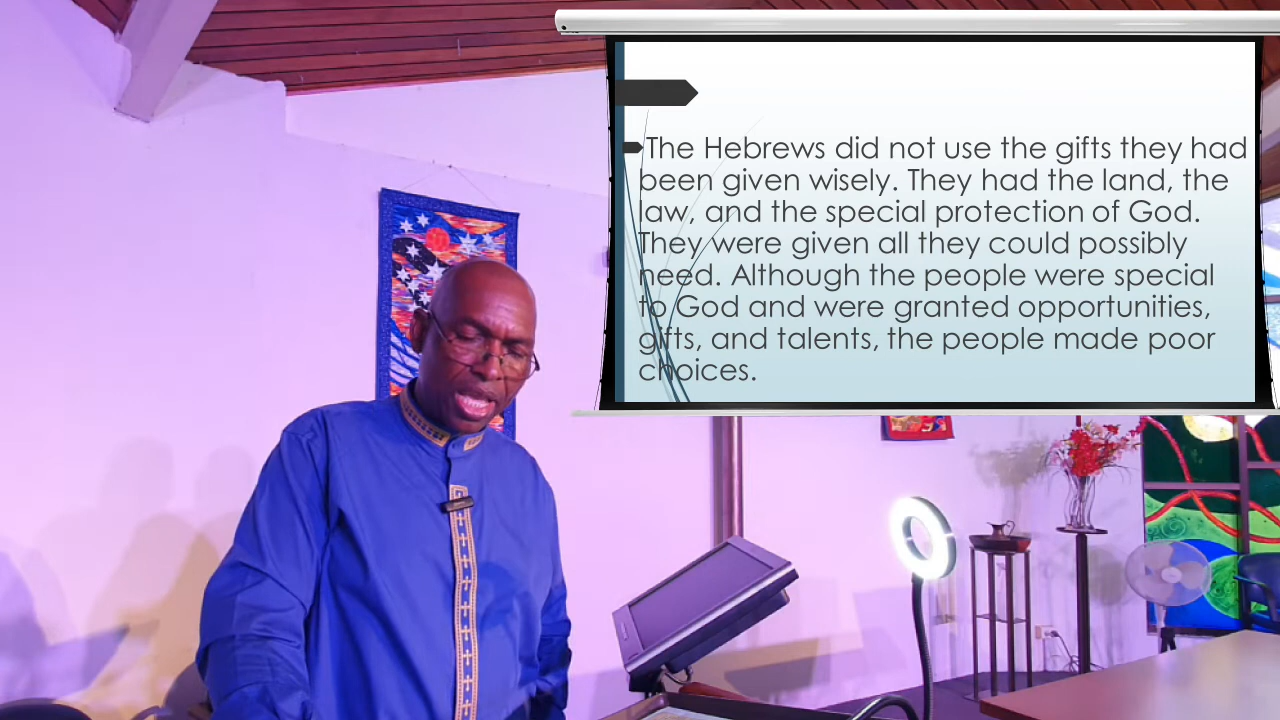 The Hebrews did not use the gifts they had
been given wisely. They had the land, the
law, and the special protection of God.
They were given all they could possibly
need. Although the people were special
to God and were granted opportunities,
gifts, and talents, the people made poor
choices.